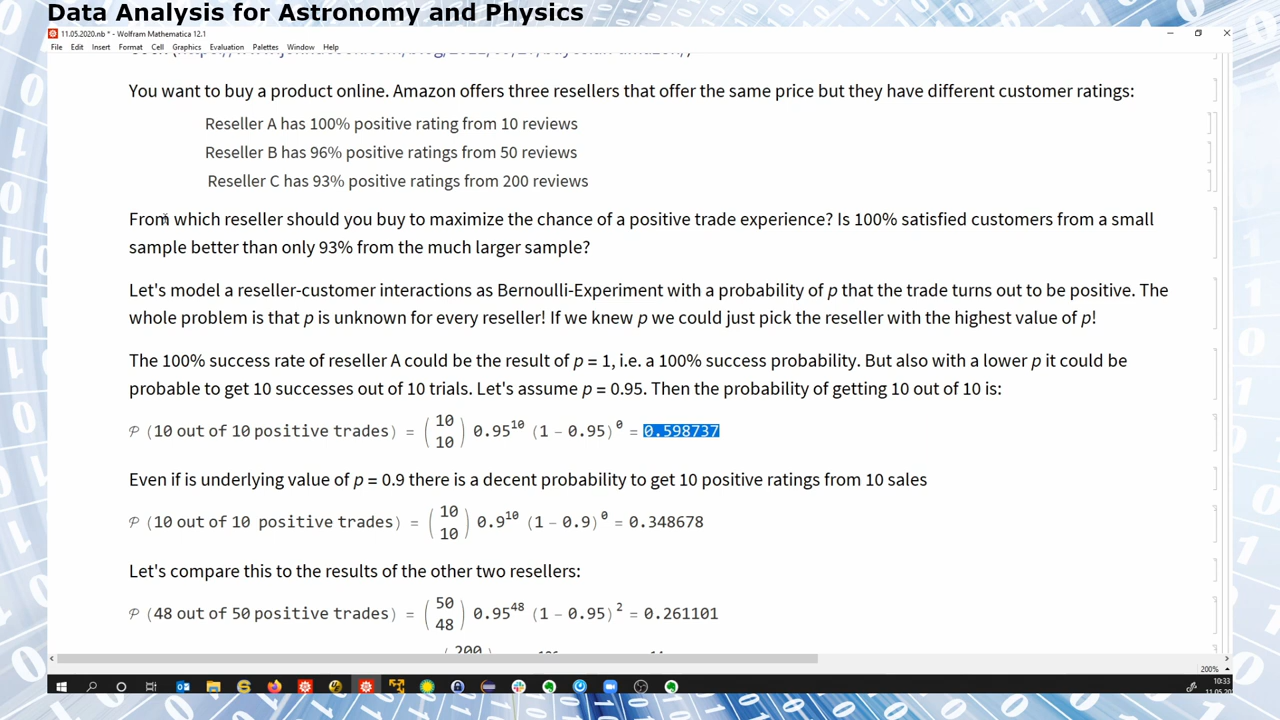 Data Analysis for Astronomy and Physics
11.05.2020.nb * - Wolfram Mathematica 12.1
File Edit Insert Format Cell Graphics Evaluation Palettes Window Help
You want to buy a product online. Amazon offers three resellers that offer the same price but they have different customer ratings:
Reseller A has 100% positive rating from 10 reviews
Reseller B has 96% positive ratings from 50 reviews
Reseller C has 93% positive ratings from 200 reviews
From which reseller should you buy to maximize the chance of a positive trade experience? Is 100% satisfied customers from a small
sample better than only 93% from the much larger sample?
Let's model a reseller-customer interactions as Bernoulli-Experiment with a probability of p that the trade turns out to be positive. The
whole problem is that p is unknown for every reseller! If we knew p we could just pick the reseller with the highest value of p!
The 100% success rate of reseller A could be the result of p = 1, i.e. a 100% success probability. But also with a lower p it could be
probable to get 10 successes out of 10 trials. Let's assume p = 0.95. Then the probability of getting 10 out of 10 is:
𝒫 (10 out of 10 positive trades) = (10 10) 0.95^10 (1 - 0.95)^0 = 0.598737
Even if is underlying value of p = 0.9 there is a decent probability to get 10 positive ratings from 10 sales
𝒫 (10 out of 10 positive trades) = (10 10) 0.9^10 (1 - 0.9)^0 = 0.348678
Let's compare this to the results of the other two resellers:
𝒫 (48 out of 50 positive trades) = (50 48) 0.95^48 (1 - 0.95)^2 = 0.261101
200%
10:33